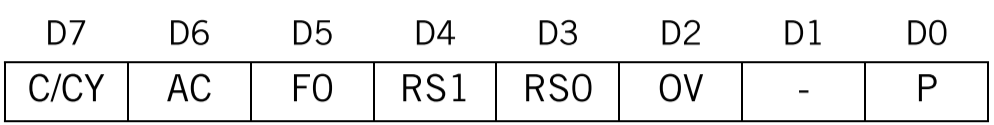 D7 D6 D5 D4 D3 D2 D1 D0
C/CY AC F0 RS1 RS0 OV - P